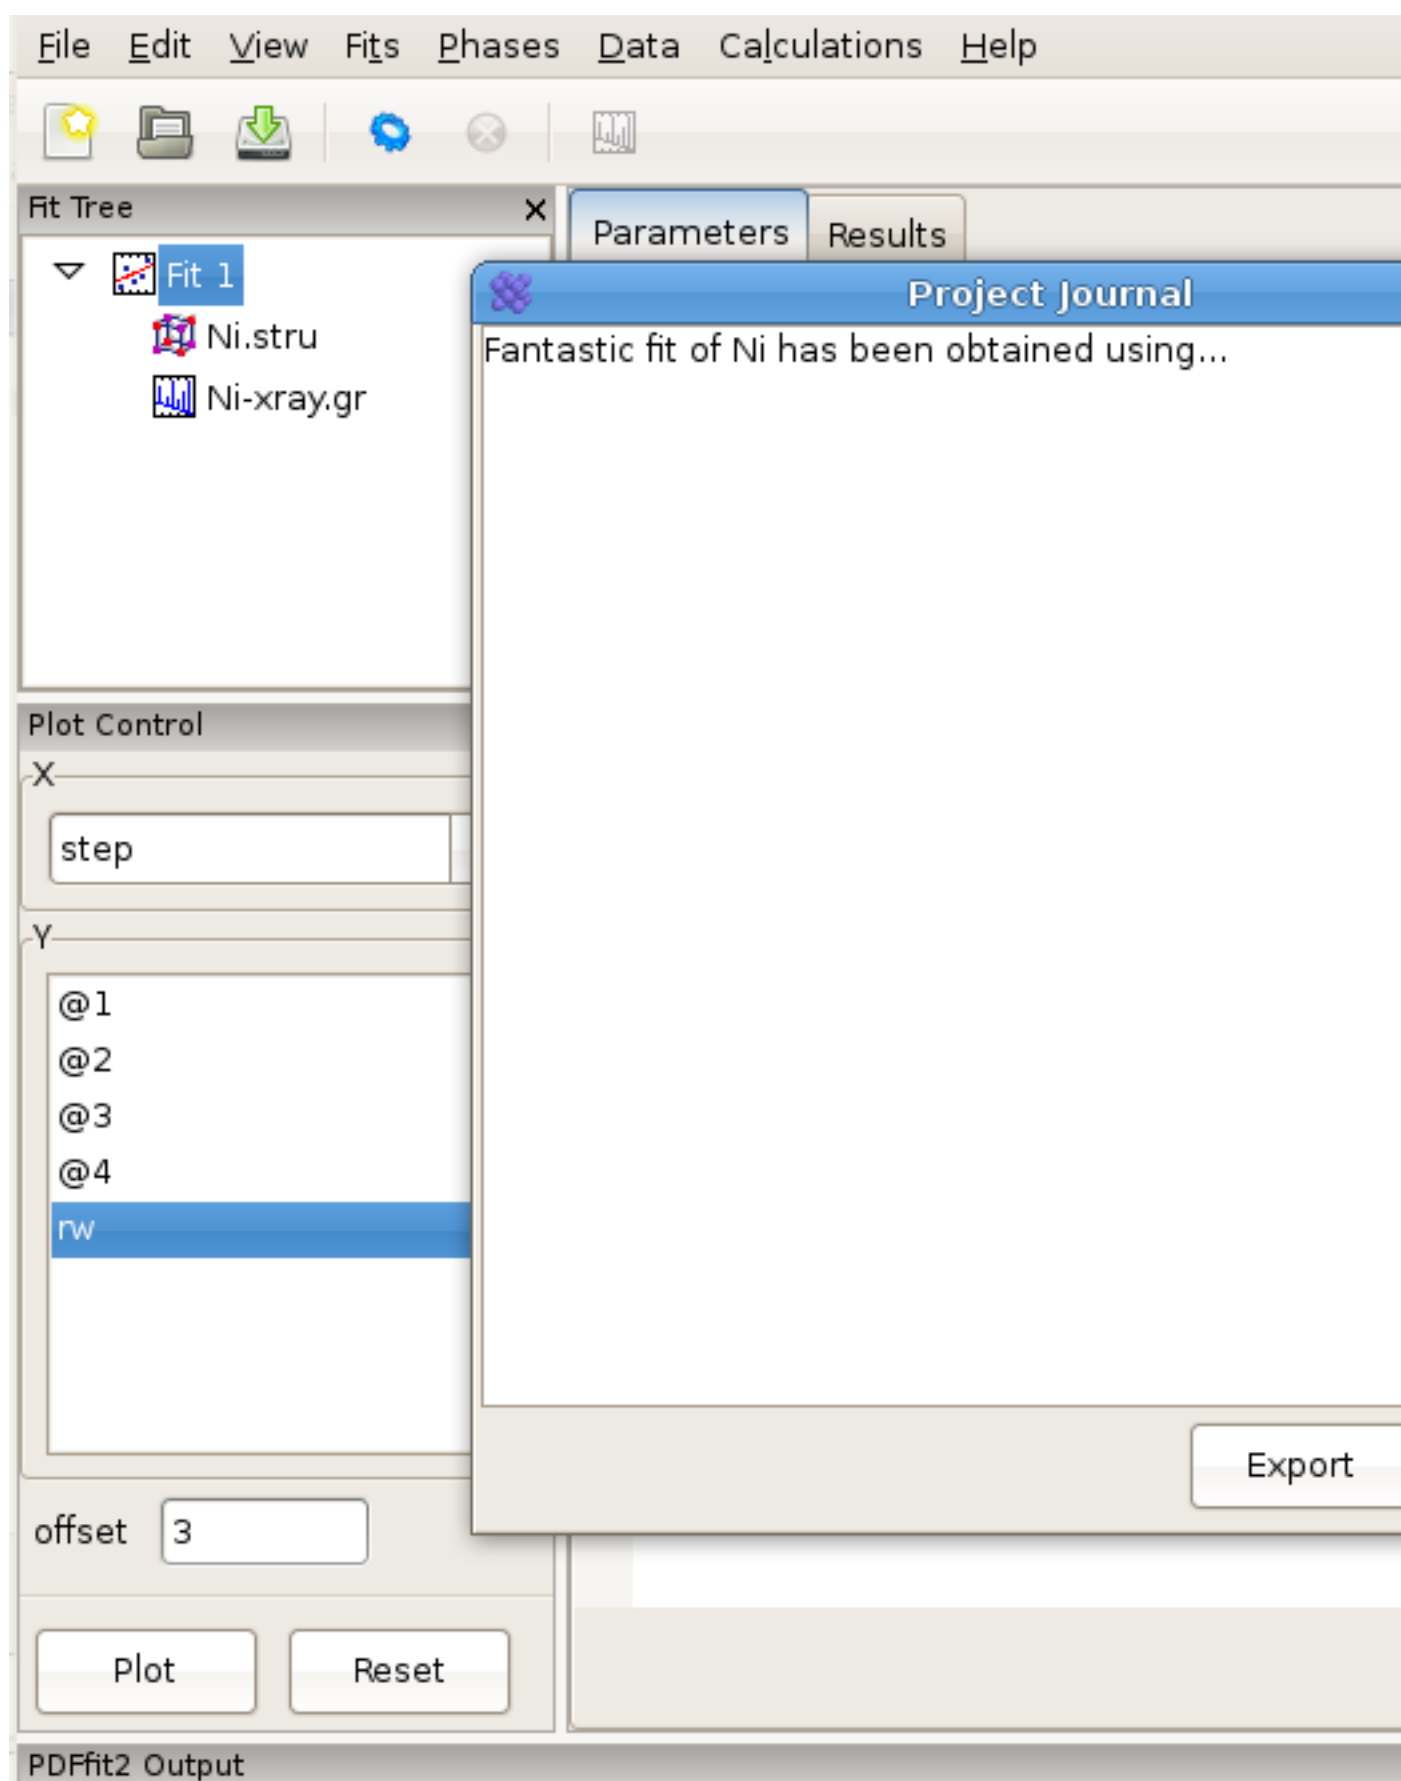 File Edit View Fits Phases Data Calculations Help
Fit Tree
Parameters Results
Fit 1
Ni.stru
Ni-xray.gr
Project Journal
Fantastic fit of Ni has been obtained using...
Plot Control
X
step
Y
@1
@2
@3
@4
rw
Export
offset 3
Plot Reset
PDFfit2 Output